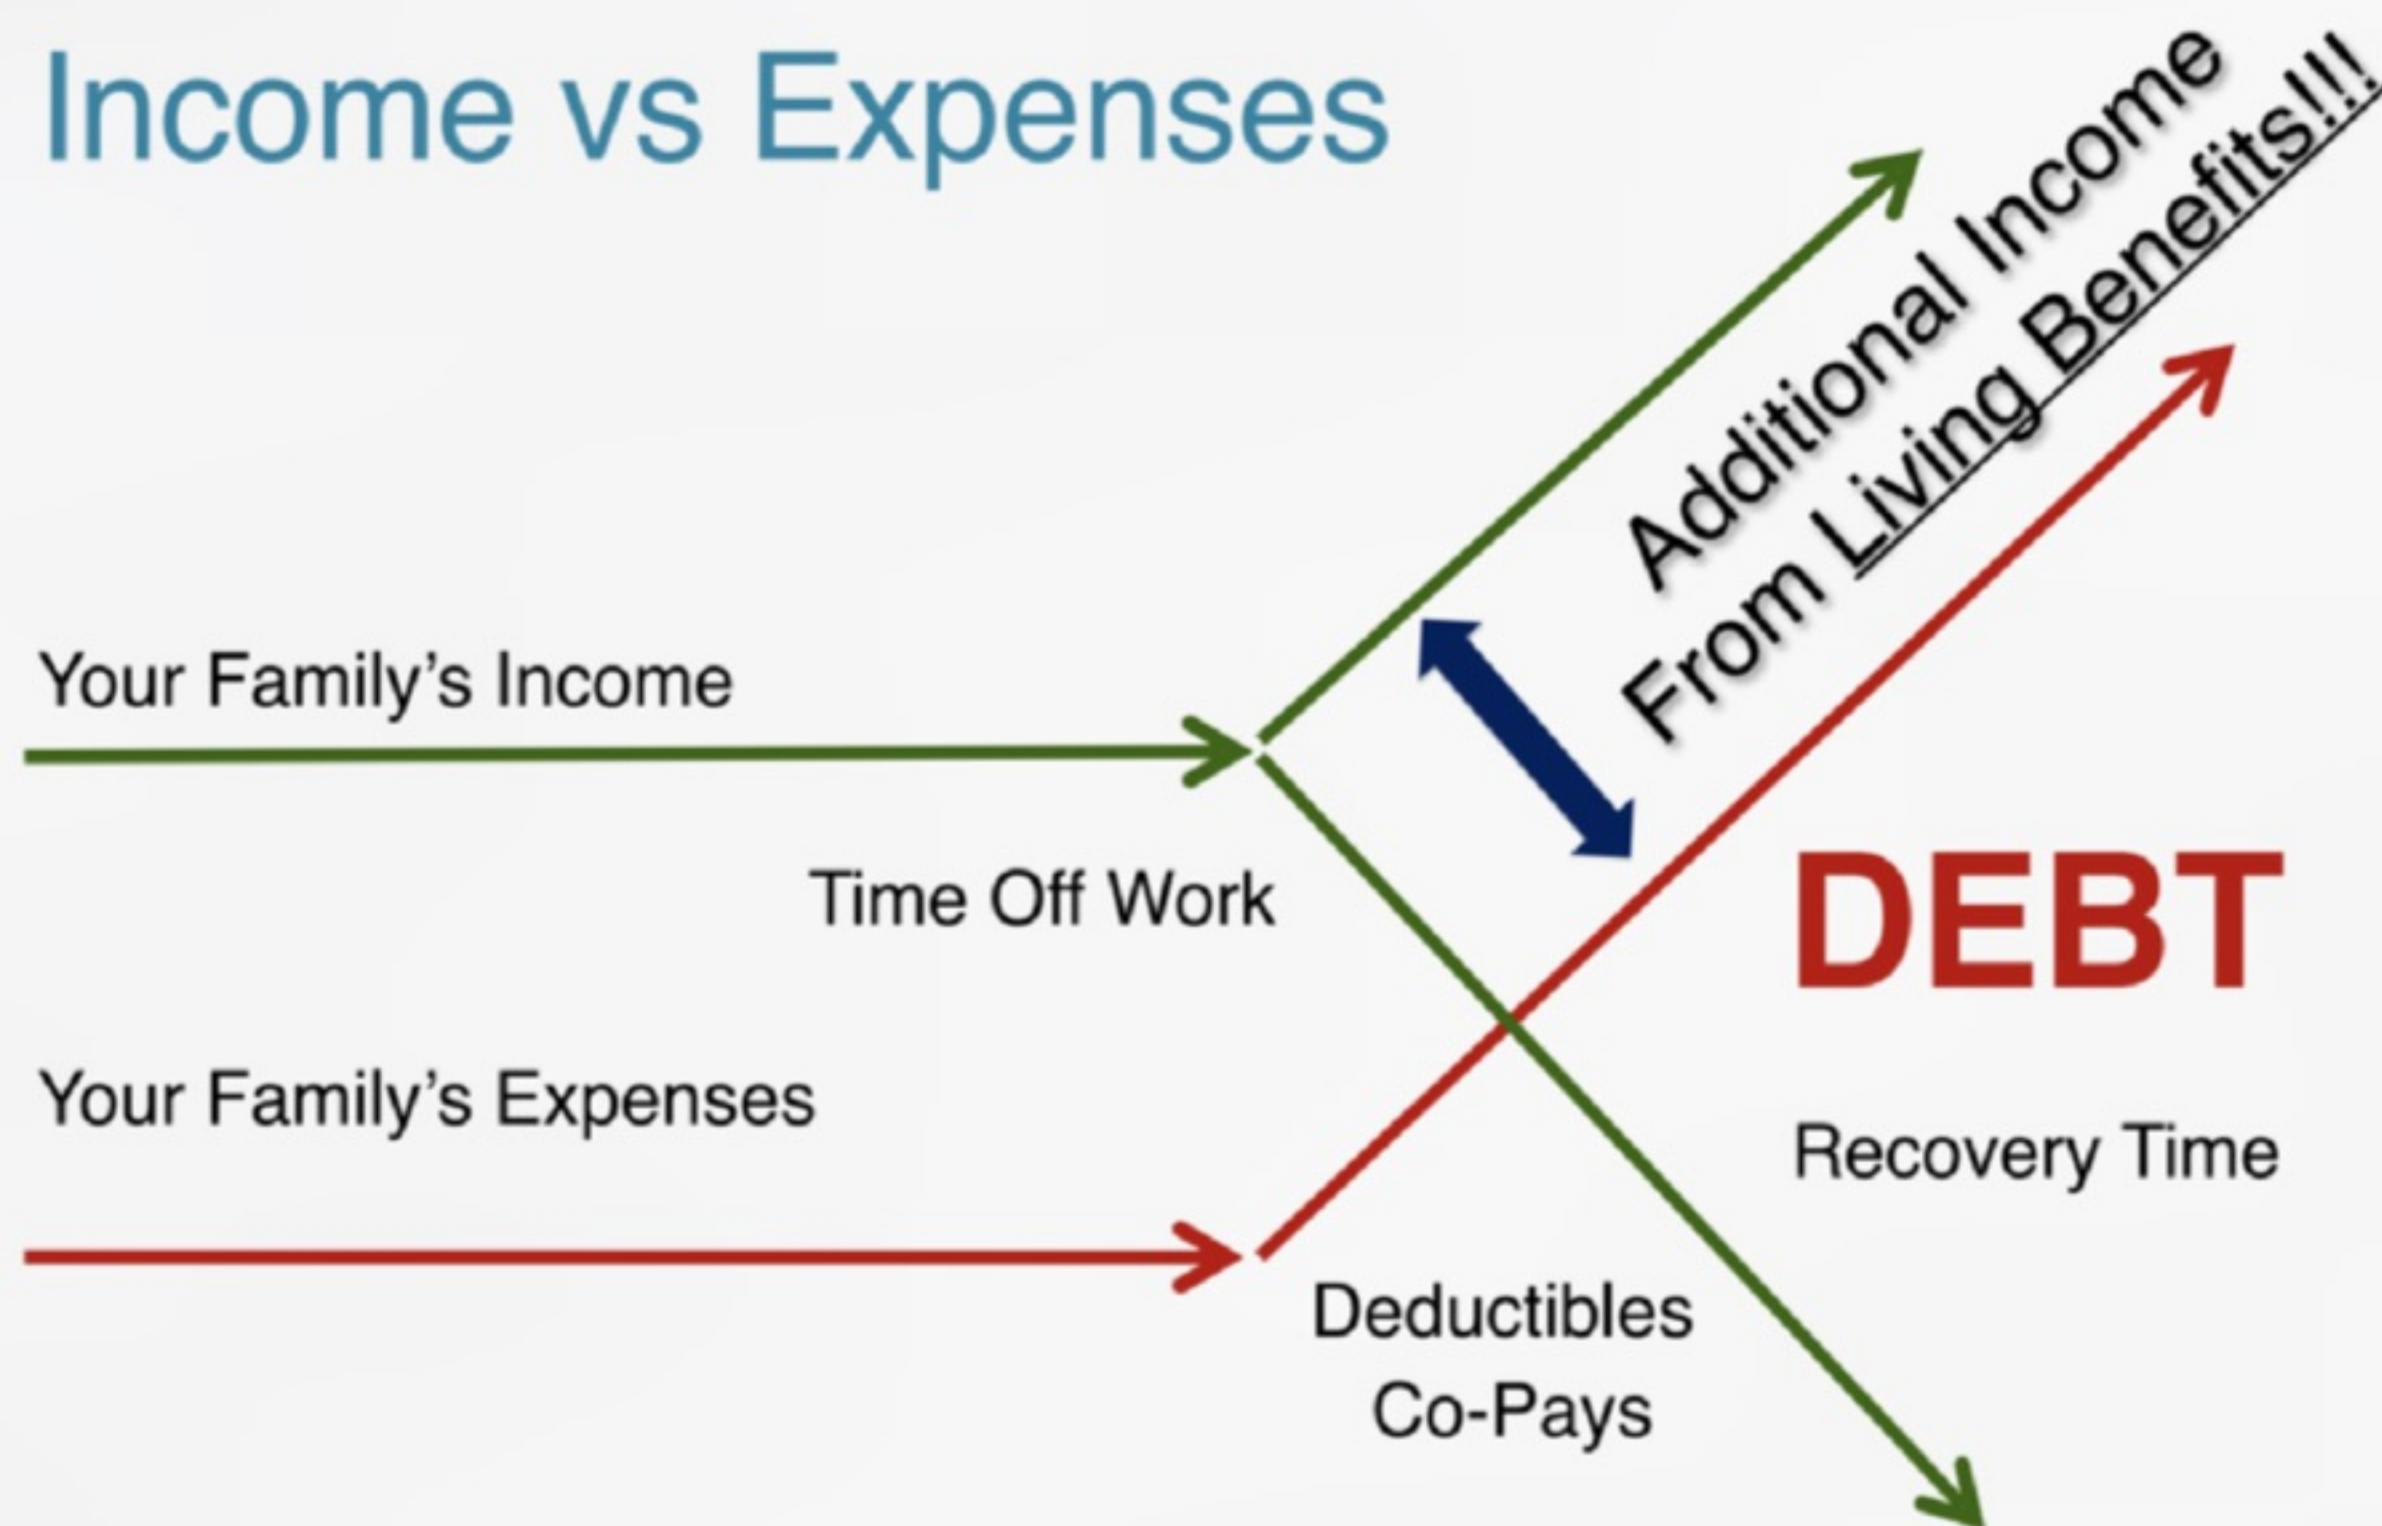 Income vs Expenses
Additional Income
From Living Benefits!!!
Your Family’s Income
Time Off Work
DEBT
Your Family’s Expenses
Recovery Time
Deductibles
Co-Pays